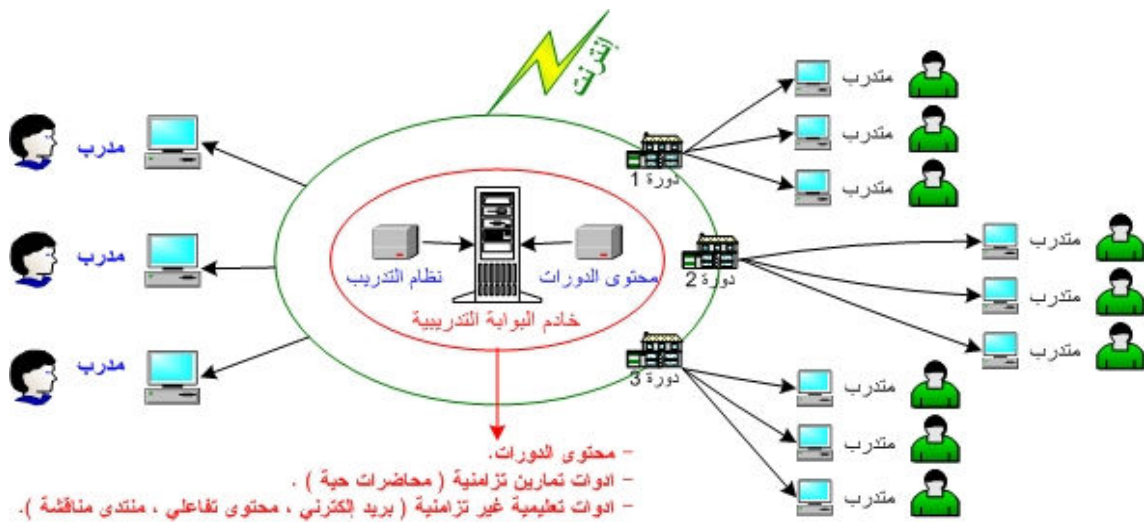 إنترنت
متدرب
متدرب
متدرب
دورة 1
مدرب
مدرب
مدرب
متدرب
متدرب
متدرب
دورة 2
محتوى الدورات
نظام التدريب
خادم البوابة التدريبية
دورة 3
متدرب
متدرب
متدرب
- محتوى الدورات.
- ادوات تمارين تزامنية ( محاضرات حية ) .
- ادوات تعليمية غير تزامنية ( بريد إلكتروني ، محتوى تفاعلي ، منتدى مناقشة ).